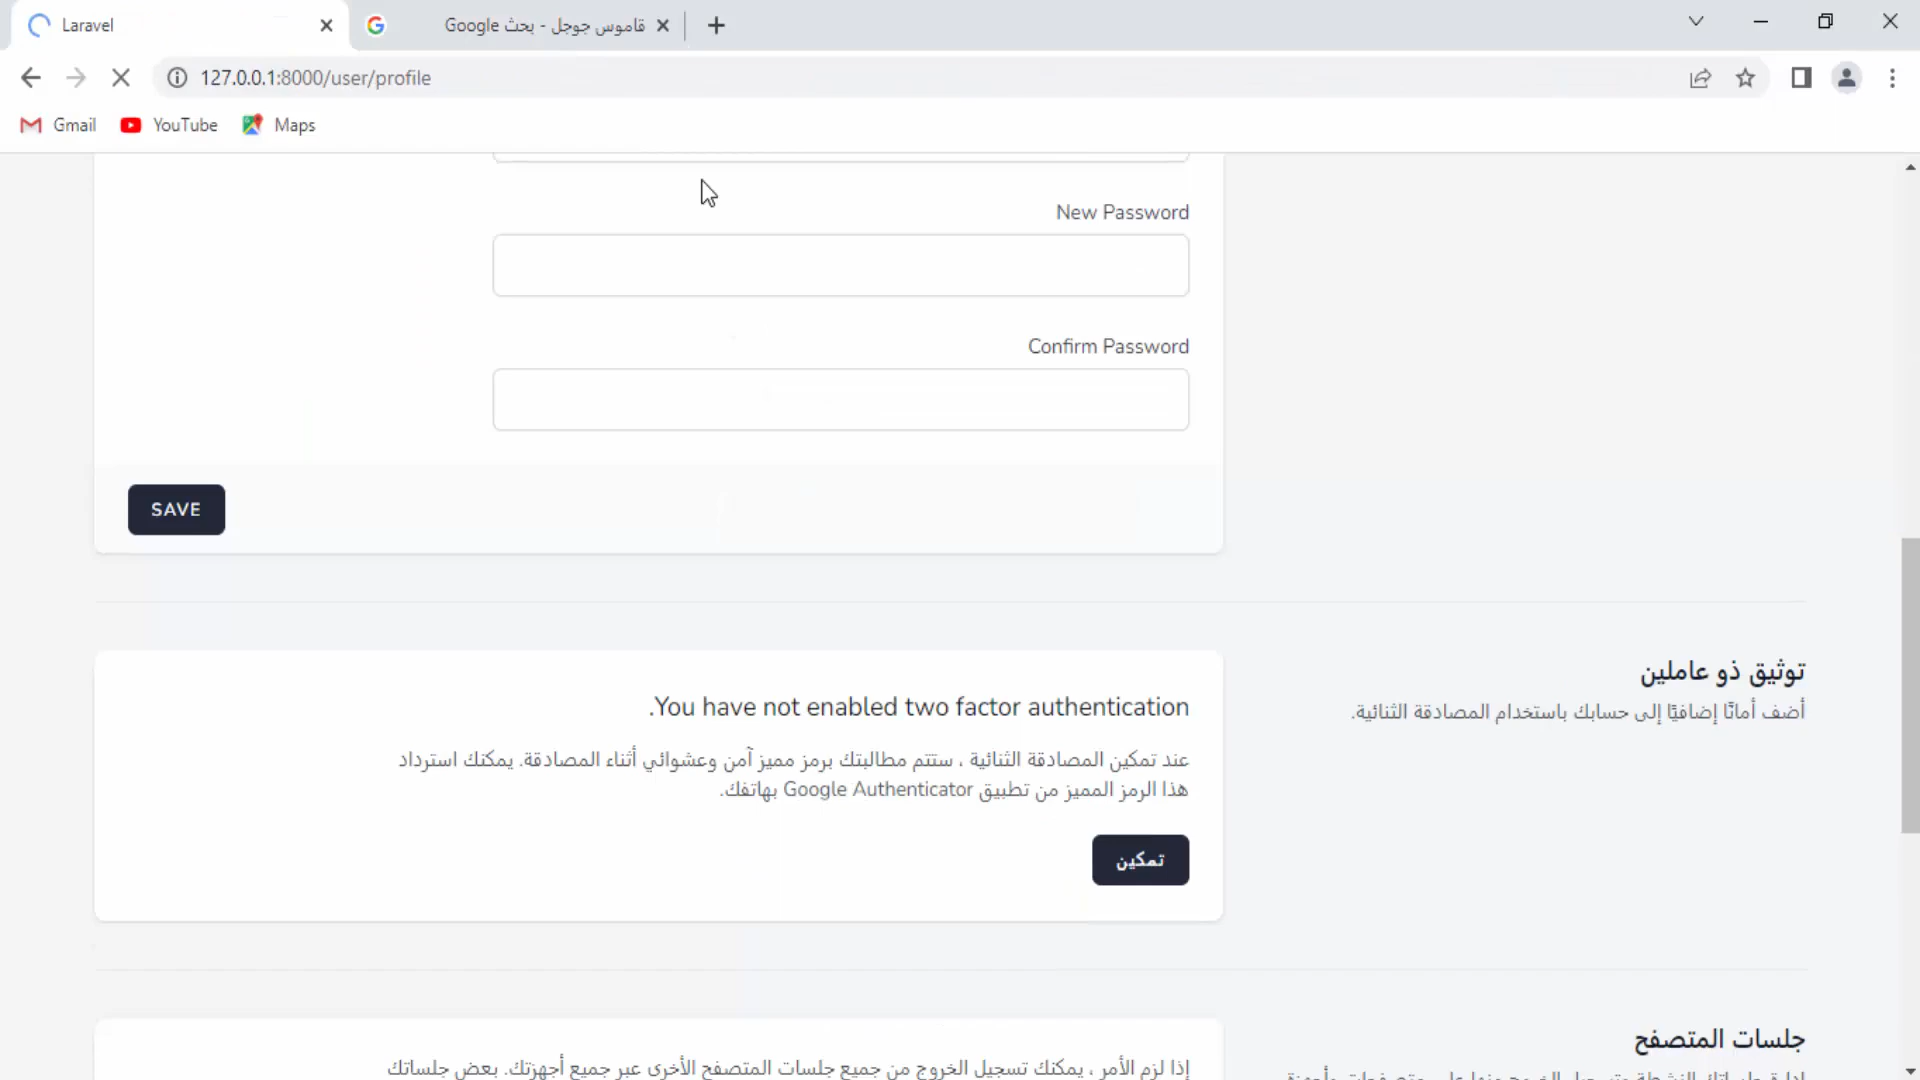 Laravel
قاموس جوجل - بحث Google
127.0.0.1:8000/user/profile
Gmail
YouTube
Maps
New Password
Confirm Password
SAVE
توثيق ذو عاملين
أضف أمانًا إضافيًا إلى حسابك باستخدام المصادقة الثنائية.
You have not enabled two factor authentication.
عند تمكين المصادقة الثنائية ، ستتم مطالبتك برمز مميز آمن وعشوائي أثناء المصادقة. يمكنك استرداد
هذا الرمز المميز من تطبيق Google Authenticator بهاتفك.
تمكين
جلسات المتصفح
إذا لزم الأمر ، يمكنك تسجيل الخروج من جميع جلسات المتصفح الأخرى عبر جميع أجهزتك. بعض جلساتك